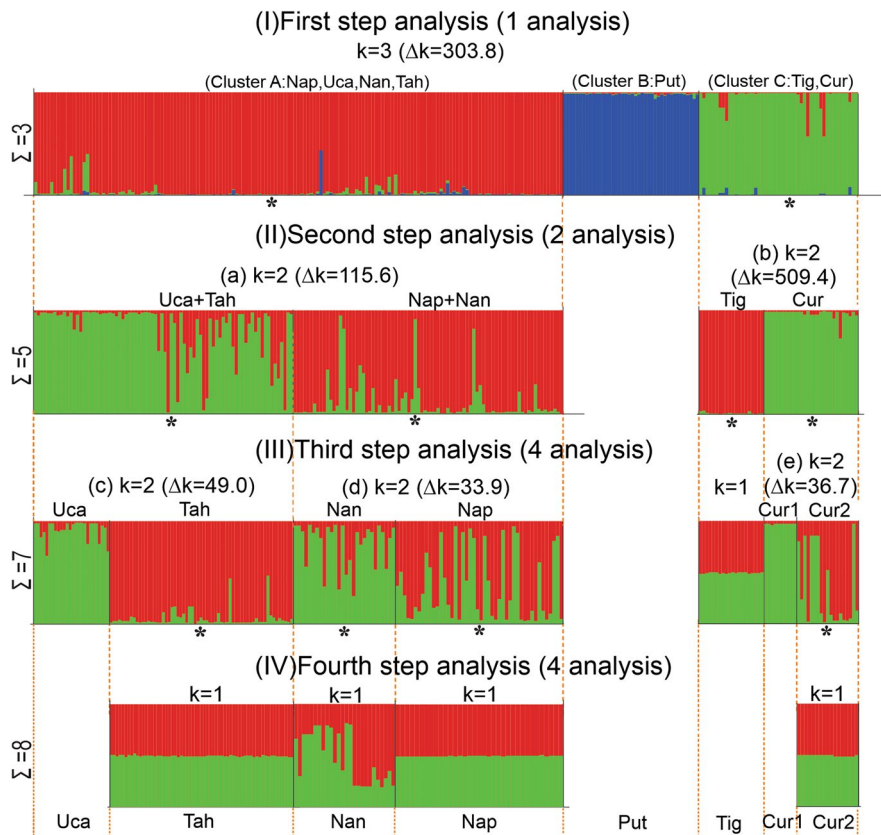 (I)First step analysis (1 analysis)
k=3 (Δk=303.8)
(Cluster A:Nap,Uca,Nan,Tah) (Cluster B:Put) (Cluster C:Tig,Cur)
Σ=3
* *
(II)Second step analysis (2 analysis)
(a) k=2 (Δk=115.6) (b) k=2
(Δk=509.4)
Uca+Tah Nap+Nan Tig Cur
Σ=5
* * * *
(III)Third step analysis (4 analysis)
(c) k=2 (Δk=49.0) (d) k=2 (Δk=33.9) k=1 (e) k=2
(Δk=36.7)
Uca Tah Nan Nap Cur1 Cur2
Σ=7
* * * *
(IV)Fourth step analysis (4 analysis)
k=1 k=1 k=1 k=1
Σ=8
Uca Tah Nan Nap Put Tig Cur1 Cur2